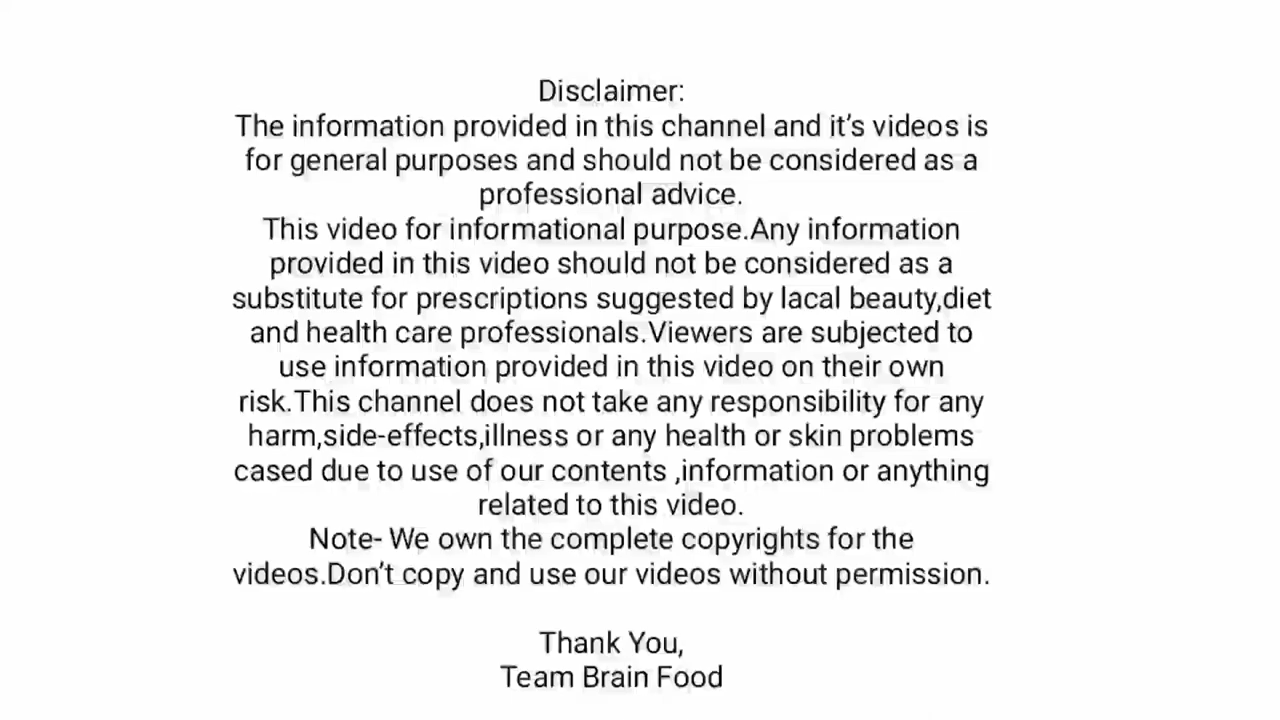 Disclaimer:
The information provided in this channel and it's videos is
for general purposes and should not be considered as a
professional advice.
This video for informational purpose.Any information
provided in this video should not be considered as a
substitute for prescriptions suggested by lacal beauty,diet
and health care professionals.Viewers are subjected to
use information provided in this video on their own
risk.This channel does not take any responsibility for any
harm,side-effects,illness or any health or skin problems
cased due to use of our contents ,information or anything
related to this video.
Note- We own the complete copyrights for the
videos.Don't copy and use our videos without permission.
Thank You,
Team Brain Food